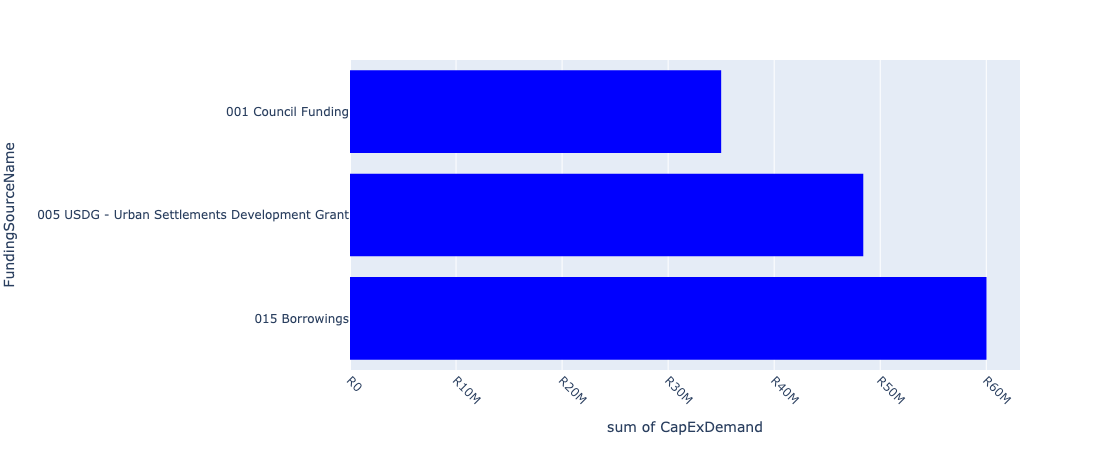 FundingSourceName
001 Council Funding
005 USDG - Urban Settlements Development Grant
015 Borrowings
R0
R10M
R20M
R30M
R40M
R50M
R60M
sum of CapExDemand